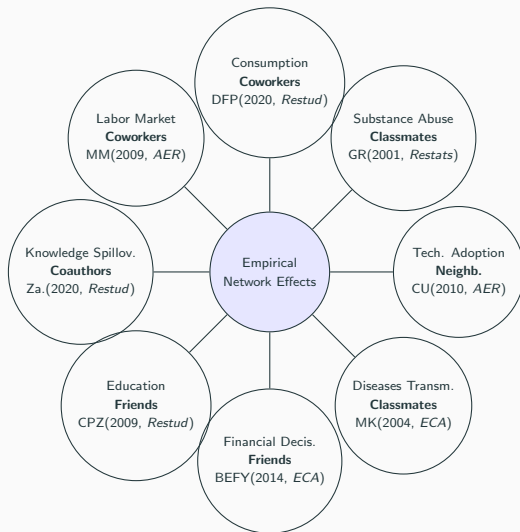 Consumption
Coworkers
DFP(2020, Restud)
Labor Market
Coworkers
MM(2009, AER)
Substance Abuse
Classmates
GR(2001, Restats)
Knowledge Spillov.
Coauthors
Za.(2020, Restud)
Empirical
Network Effects
Tech. Adoption
Neighb.
CU(2010, AER)
Education
Friends
CPZ(2009, Restud)
Diseases Transm.
Classmates
MK(2004, ECA)
Financial Decis.
Friends
BEFY(2014, ECA)